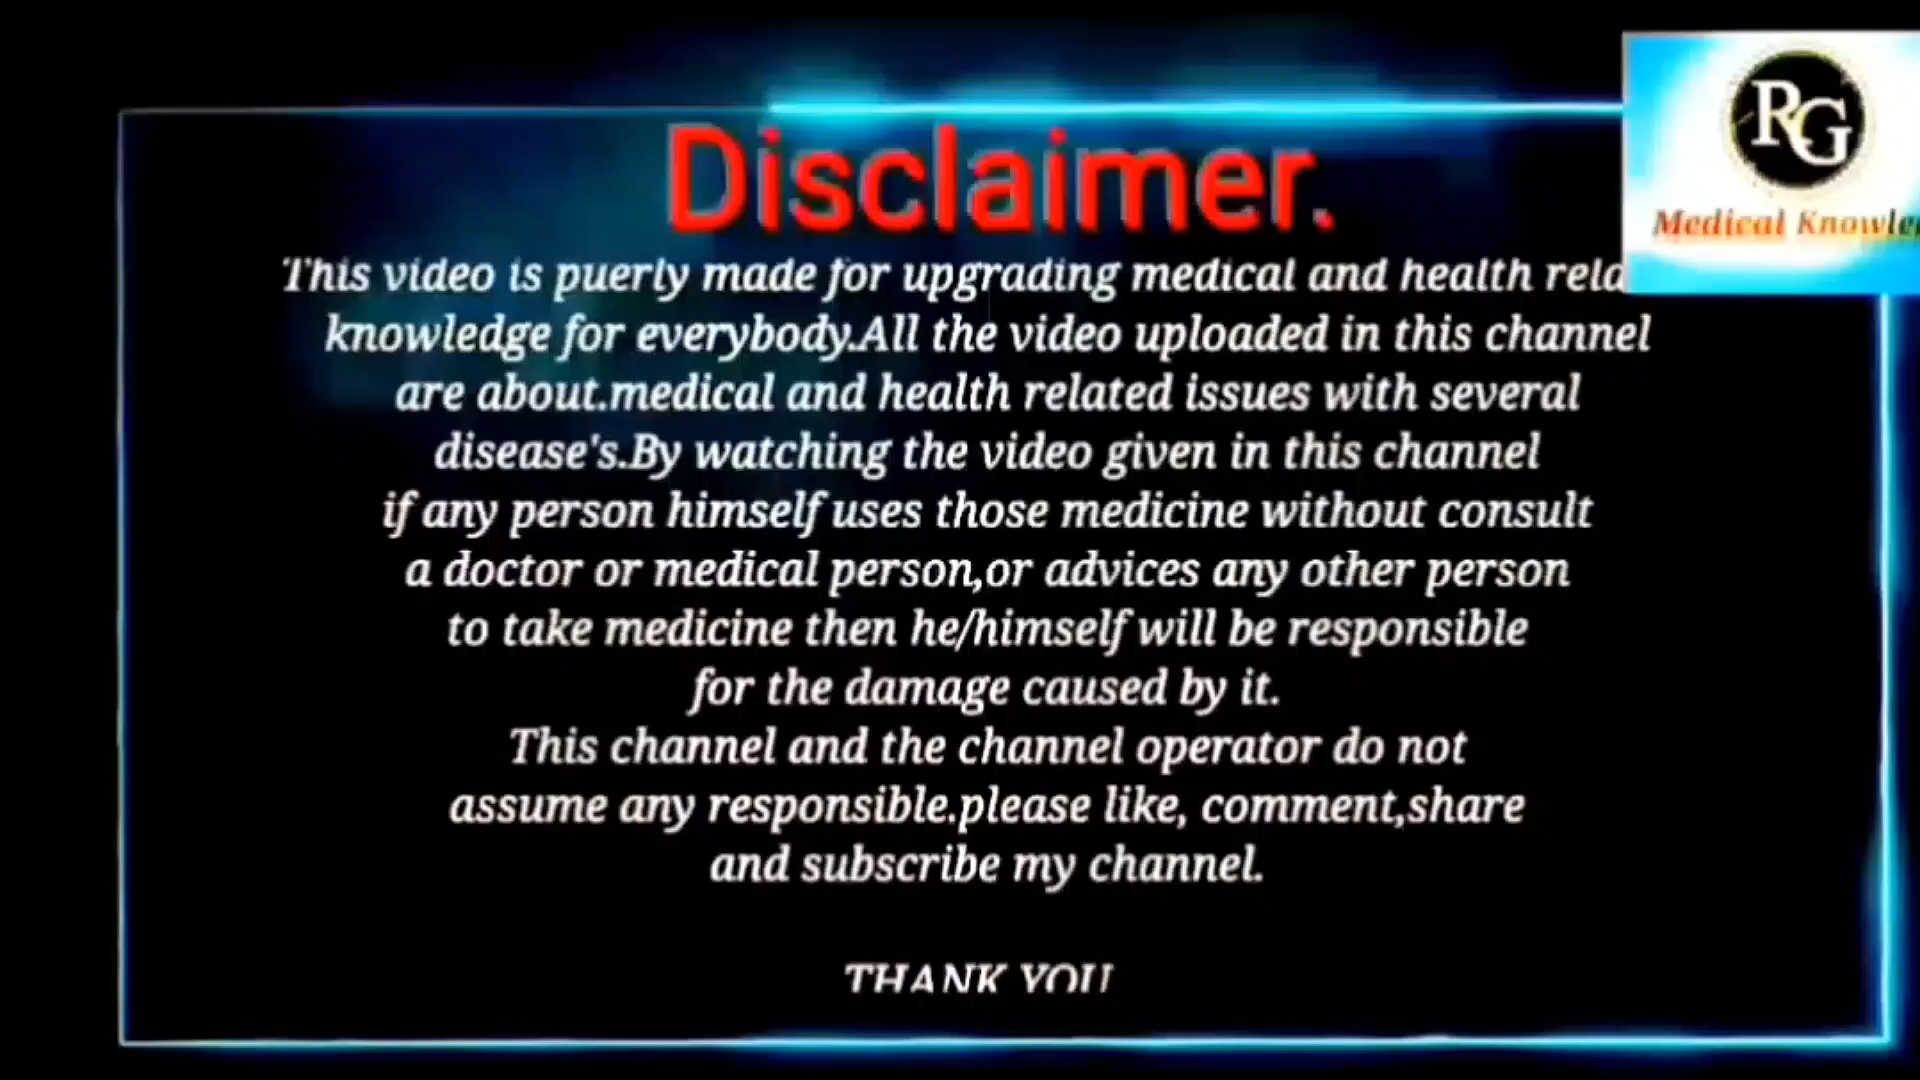 Disclaimer.
RG
Medical
This video is puerly made for upgrading medical and health
knowledge for everybody.All the video uploaded in this channel
are about.medical and health related issues with several
disease's.By watching the video given in this channel
if any person himself uses those medicine without consult
a doctor or medical person,or advices any other person
to take medicine then he/himself will be responsible
for the damage caused by it.
This channel and the channel operator do not
assume any responsible.please like, comment,share
and subscribe my channel.
THANK YOU